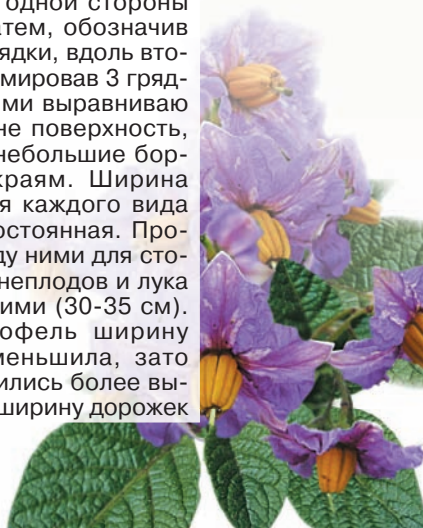 одной стороны
атем, обозначив
ядки, вдоль вто-
мировав 3 гряд-
ми выравниваю
не поверхность,
небольшие бор-
краям. Ширина
я каждого вида
остоянная. Про-
ду ними для сто-
неплодов и лука
ими (30-35 см).
офель ширину
меньшила, зато
ились более вы-
ширину дорожек